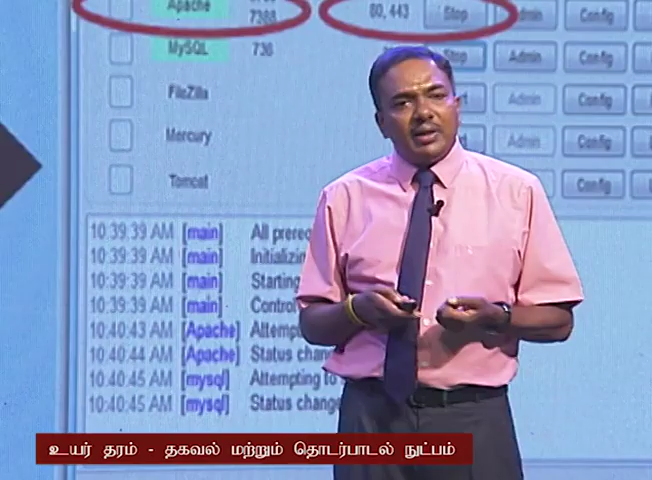 Apache 7388 80, 443 Stop Admin Config
MySQL 736 Stop Admin Config
FileZilla Admin Config
Mercury Admin Config
Tomcat Config
10:39:39 AM [main] All prereq
10:39:39 AM [main] Initializin
10:39:39 AM [main] Starting
10:39:39 AM [main] Contro
10:40:43 AM [Apache] Attemp
10:40:44 AM [Apache] Status chan
10:40:45 AM [mysql] Attempting to
10:40:45 AM [mysql] Status change
உயர் தரம் - தகவல் மற்றும் தொடர்பாடல் நுட்பம்